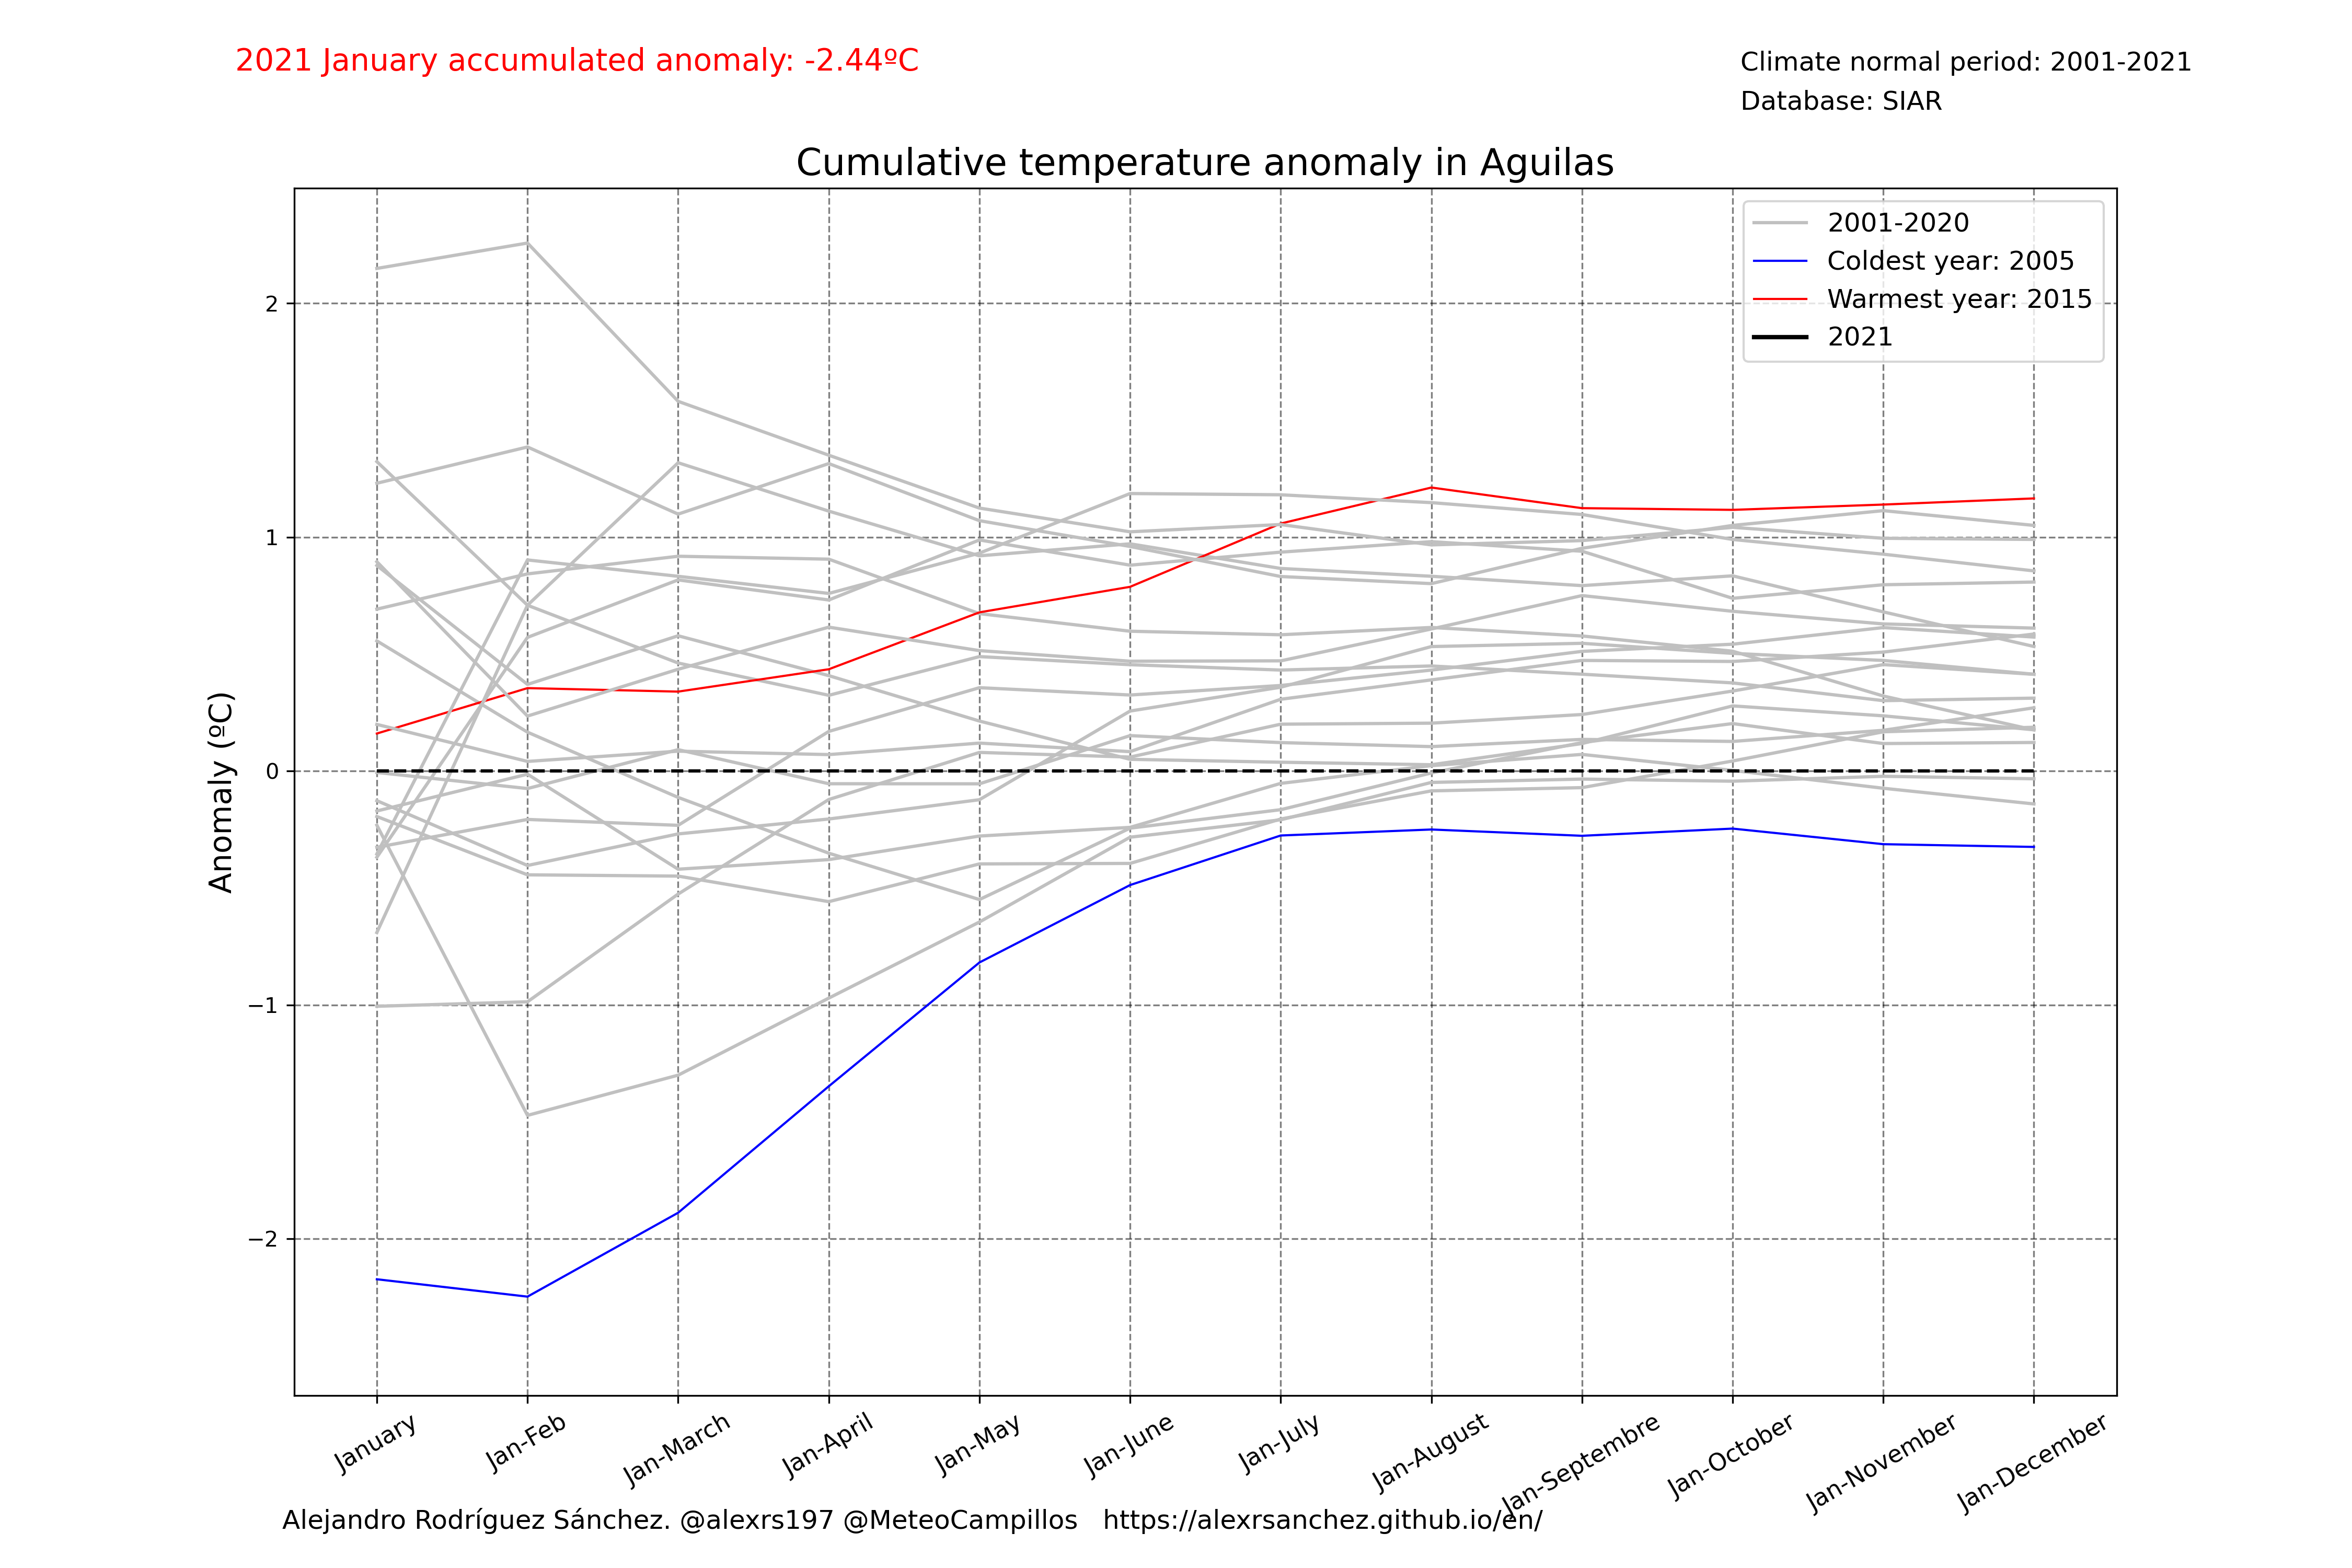 2021 January accumulated anomaly: -2.44ºC
Climate normal period: 2001-2021
Database: SIAR
Cumulative temperature anomaly in Aguilas
2001-2020
Coldest year: 2005
Warmest year: 2015
2021
Anomaly (ºC)
2
1
0
−1
−2
January
Jan-Feb
Jan-March
Jan-April
Jan-May
Jan-June
Jan-July
Jan-August
Jan-Septembre
Jan-October
Jan-November
Jan-December
Alejandro Rodríguez Sánchez. @alexrs197 @MeteoCampillos   https://alexrsanchez.github.io/en/